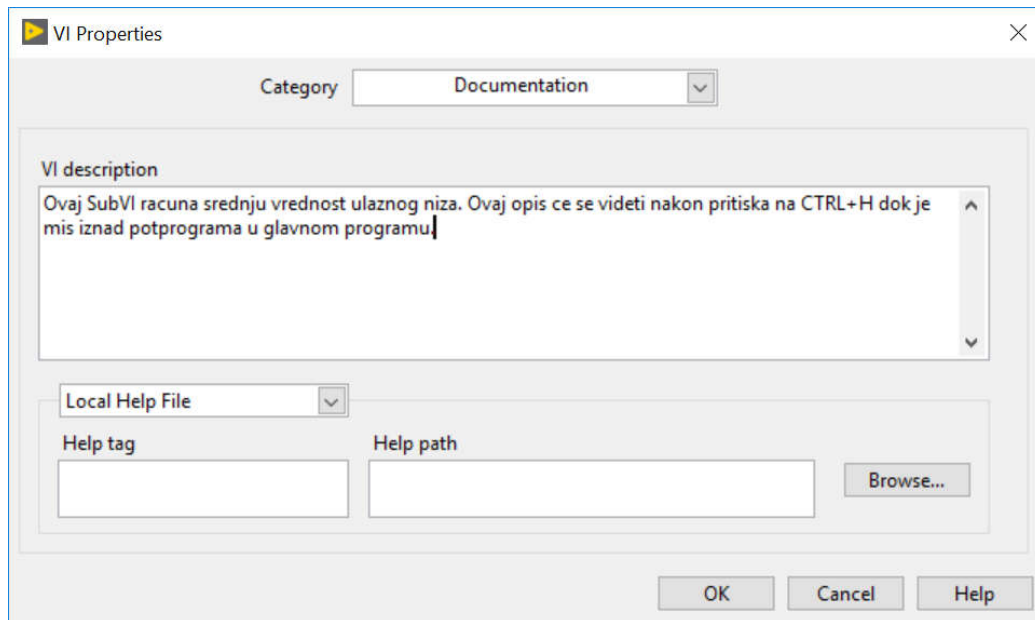 VI Properties
Category Documentation
VI description
Ovaj SubVI racuna srednju vrednost ulaznog niza. Ovaj opis ce se videti nakon pritiska na CTRL+H dok je
mis iznad potprograma u glavnom programu.
Local Help File
Help tag Help path
Browse...
OK Cancel Help